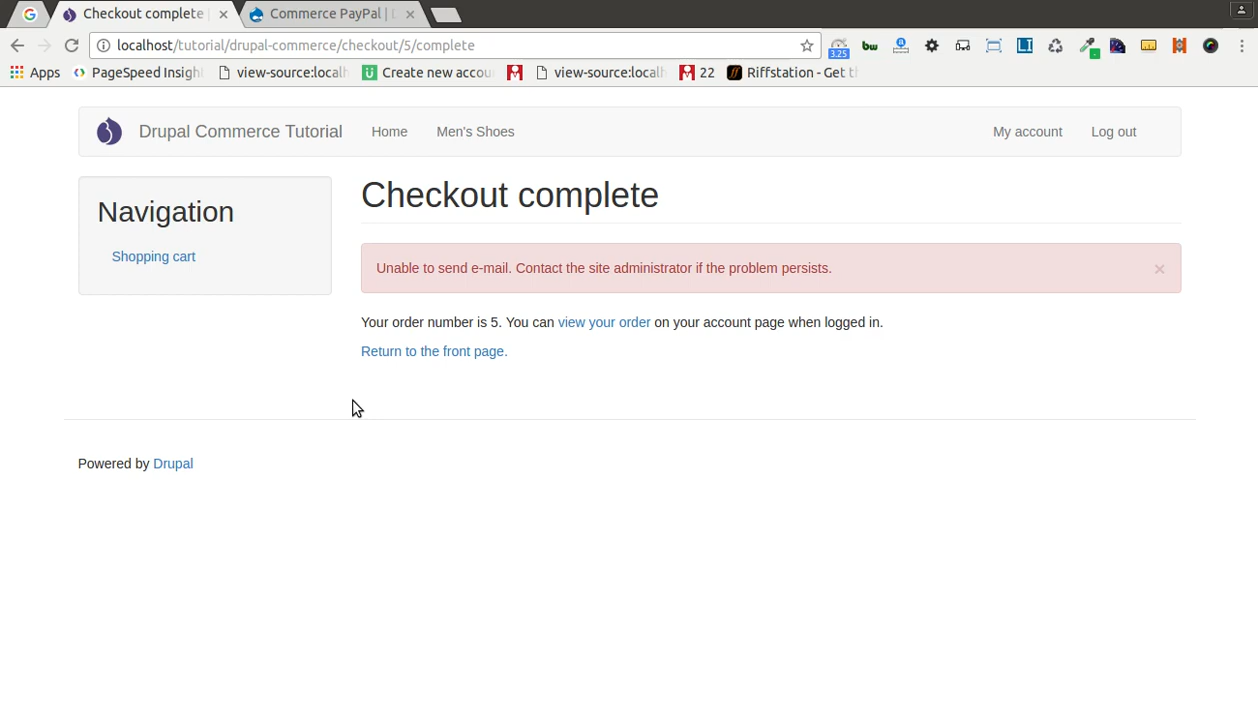 Checkout complete
Commerce PayPal |
localhost/tutorial/drupal-commerce/checkout/5/complete
3.25
bw
LI
Apps
PageSpeed Insigh
view-source:local
Create new accou
view-source:local
22
Riffstation - Get t
Drupal Commerce Tutorial
Home
Men's Shoes
My account
Log out
Navigation
Shopping cart
Checkout complete
Unable to send e-mail. Contact the site administrator if the problem persists.
×
Your order number is 5. You can view your order on your account page when logged in.
Return to the front page.
Powered by Drupal